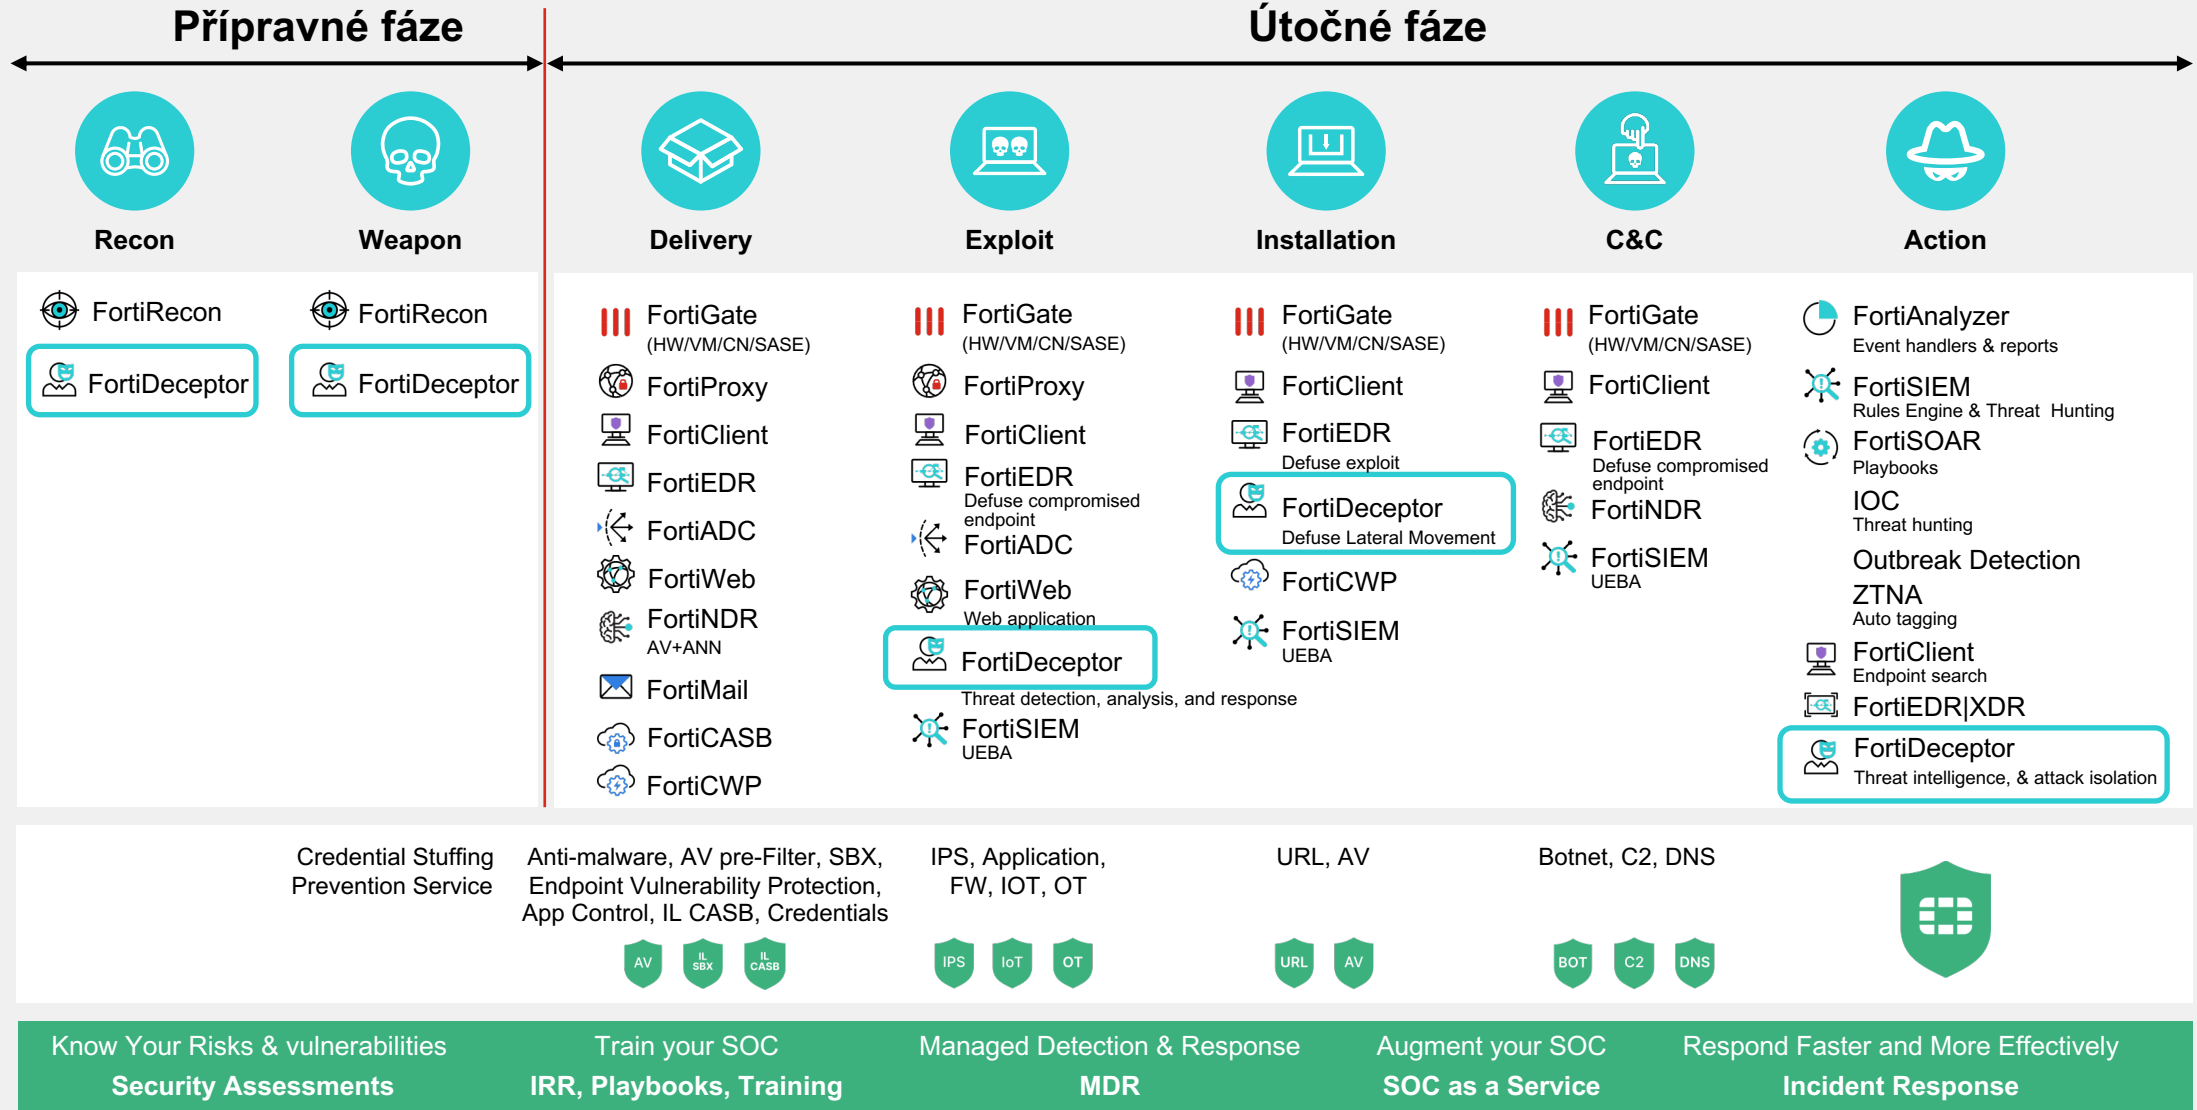 Přípravné fáze
Útočné fáze
Recon
Weapon
Delivery
Exploit
Installation
C&C
Action
FortiRecon
FortiDeceptor
FortiRecon
FortiDeceptor
FortiGate
(HW/VM/CN/SASE)
FortiProxy
FortiClient
FortiEDR
FortiADC
FortiWeb
FortiNDR
AV+ANN
FortiMail
FortiCASB
FortiCWP
FortiGate
(HW/VM/CN/SASE)
FortiProxy
FortiClient
FortiEDR
Defuse compromised
endpoint
FortiADC
FortiWeb
Web application
FortiDeceptor
Threat detection, analysis, and response
FortiSIEM
UEBA
FortiGate
(HW/VM/CN/SASE)
FortiClient
FortiEDR
Defuse exploit
FortiDeceptor
Defuse Lateral Movement
FortiCWP
FortiSIEM
UEBA
FortiGate
(HW/VM/CN/SASE)
FortiClient
FortiEDR
Defuse compromised
endpoint
FortiNDR
FortiSIEM
UEBA
FortiAnalyzer
Event handlers & reports
FortiSIEM
Rules Engine & Threat Hunting
FortiSOAR
Playbooks
IOC
Threat hunting
Outbreak Detection
ZTNA
Auto tagging
FortiClient
Endpoint search
FortiEDR|XDR
FortiDeceptor
Threat intelligence, & attack isolation
Credential Stuffing
Prevention Service
Anti-malware, AV pre-Filter, SBX,
Endpoint Vulnerability Protection,
App Control, IL CASB, Credentials
AV
IL
SBX
IL
CASB
IPS, Application,
FW, IOT, OT
IPS
IoT
OT
URL, AV
URL
AV
Botnet, C2, DNS
BOT
C2
DNS
Know Your Risks & vulnerabilities
Security Assessments
Train your SOC
IRR, Playbooks, Training
Managed Detection & Response
MDR
Augment your SOC
SOC as a Service
Respond Faster and More Effectively
Incident Response